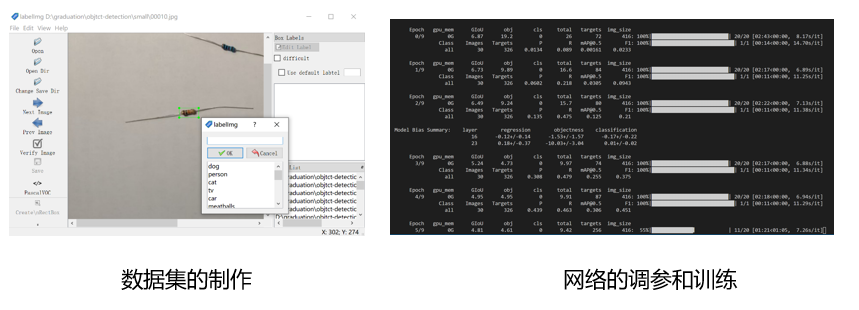 labelImg D:\graduation\objtct-detection\small\00010.jpg
File Edit View Help
Open
Open Dir
Change Save Dir
Next Image
Prev Image
Verify Image
Save
PascalVOC
Create\nRectBox
Box Labels
Edit Label
difficult
Use default label
labelImg
OK
Cancel
dog
person
cat
tv
car
meatballs
List
graduation\objtct-detectic
graduation\objtct-detectic
graduation\objtct-detectic
graduation\objtct-detectic
graduation\objtct-detectic
D:\graduation\objtct-detectic
X: 302; Y: 274
Epoch gpu_mem GIoU obj cls total targets img_size
0/9 0G 6.87 19.2 0 26 72 416: 100% 20/20 [02:43<00:00, 8.17s/it]
Class Images Targets P R mAP@0.5 F1: 100% 1/1 [00:14<00:00, 14.70s/it]
all 30 326 0.0134 0.089 0.00161 0.0233
Epoch gpu_mem GIoU obj cls total targets img_size
1/9 0G 6.73 9.89 0 16.6 84 416: 100% 20/20 [02:17<00:00, 6.89s/it]
Class Images Targets P R mAP@0.5 F1: 100% 1/1 [00:11<00:00, 11.25s/it]
all 30 326 0.0602 0.218 0.0305 0.0943
Epoch gpu_mem GIoU obj cls total targets img_size
2/9 0G 6.49 9.24 0 15.7 80 416: 100% 20/20 [02:22<00:00, 7.13s/it]
Class Images Targets P R mAP@0.5 F1: 100% 1/1 [00:11<00:00, 11.38s/it]
all 30 326 0.135 0.475 0.125 0.21
Model Bias Summary: layer regression objectness classification
16 -0.12+/-0.14 -1.53+/-1.57 -0.17+/-0.22
23 0.18+/-0.37 -10.03+/-3.04 0.01+/-0.02
Epoch gpu_mem GIoU obj cls total targets img_size
3/9 0G 5.24 4.73 0 9.97 74 416: 100% 20/20 [02:17<00:00, 6.88s/it]
Class Images Targets P R mAP@0.5 F1: 100% 1/1 [00:11<00:00, 11.34s/it]
all 30 326 0.308 0.479 0.255 0.375
Epoch gpu_mem GIoU obj cls total targets img_size
4/9 0G 4.95 4.95 0 9.91 87 416: 100% 20/20 [02:18<00:00, 6.94s/it]
Class Images Targets P R mAP@0.5 F1: 100% 1/1 [00:11<00:00, 11.29s/it]
all 30 326 0.439 0.463 0.306 0.451
Epoch gpu_mem GIoU obj cls total targets img_size
5/9 0G 4.81 4.61 0 9.42 256 416: 55% 11/20 [01:21<01:05, 7.26s/it]
数据集的制作
网络的调参和训练